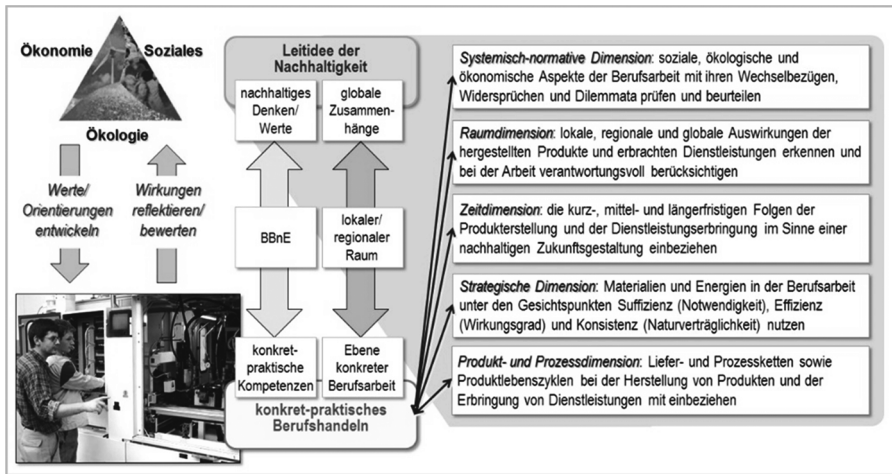 Ökonomie
Soziales
Ökologie
Werte/
Orientierungen
entwickeln
Wirkungen
reflektieren/
bewerten
Leitidee der
Nachhaltigkeit
nachhaltiges
Denken/
Werte
globale
Zusammen-
hänge
BBnE
lokaler/
regionaler
Raum
konkret-
praktische
Kompetenzen
Ebene
konkreter
Berufsarbeit
konkret-praktisches
Berufshandeln
Systemisch-normative Dimension: soziale, ökologische und
ökonomische Aspekte der Berufsarbeit mit ihren Wechselbezügen,
Widersprüchen und Dilemmata prüfen und beurteilen
Raumdimension: lokale, regionale und globale Auswirkungen der
hergestellten Produkte und erbrachten Dienstleistungen erkennen und
bei der Arbeit verantwortungsvoll berücksichtigen
Zeitdimension: die kurz-, mittel- und längerfristigen Folgen der
Produkterstellung und der Dienstleistungserbringung im Sinne einer
nachhaltigen Zukunftsgestaltung einbeziehen
Strategische Dimension: Materialien und Energien in der Berufsarbeit
unter den Gesichtspunkten Suffizienz (Notwendigkeit), Effizienz
(Wirkungsgrad) und Konsistenz (Naturverträglichkeit) nutzen
Produkt- und Prozessdimension: Liefer- und Prozessketten sowie
Produktlebenszyklen bei der Herstellung von Produkten und der
Erbringung von Dienstleistungen mit einbeziehen